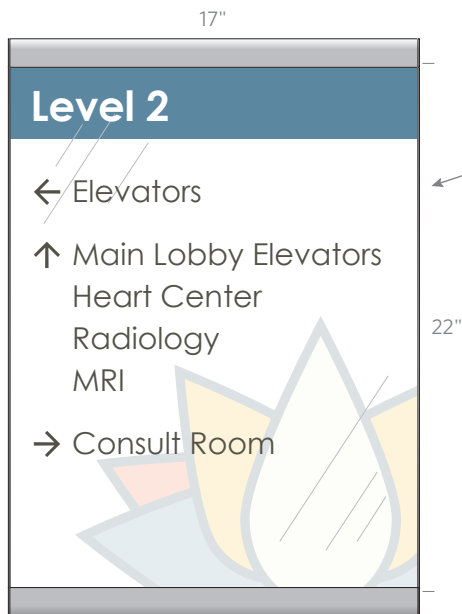 17"
Level 2
← Elevators
↑ Main Lobby Elevators
Heart Center
Radiology
MRI
22"
→ Consult Room